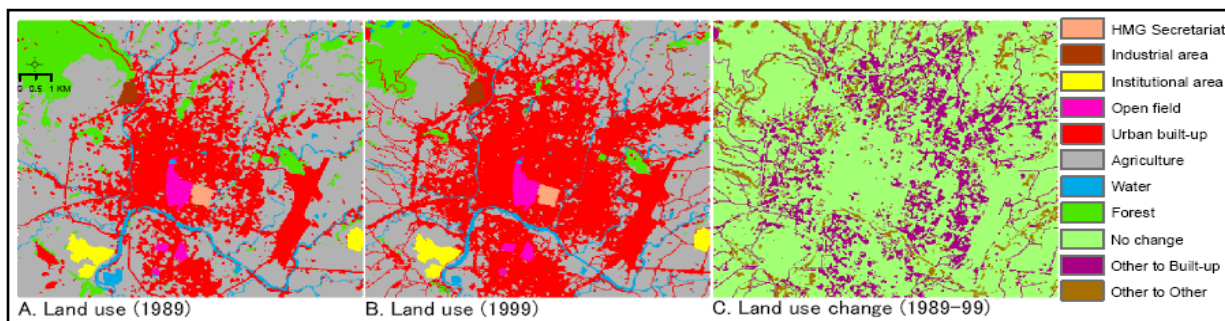 0 0.5 1 KM
A. Land use (1989)
B. Land use (1999)
C. Land use change (1989-99)
HMG Secretariat
Industrial area
Institutional area
Open field
Urban built-up
Agriculture
Water
Forest
No change
Other to Built-up
Other to Other